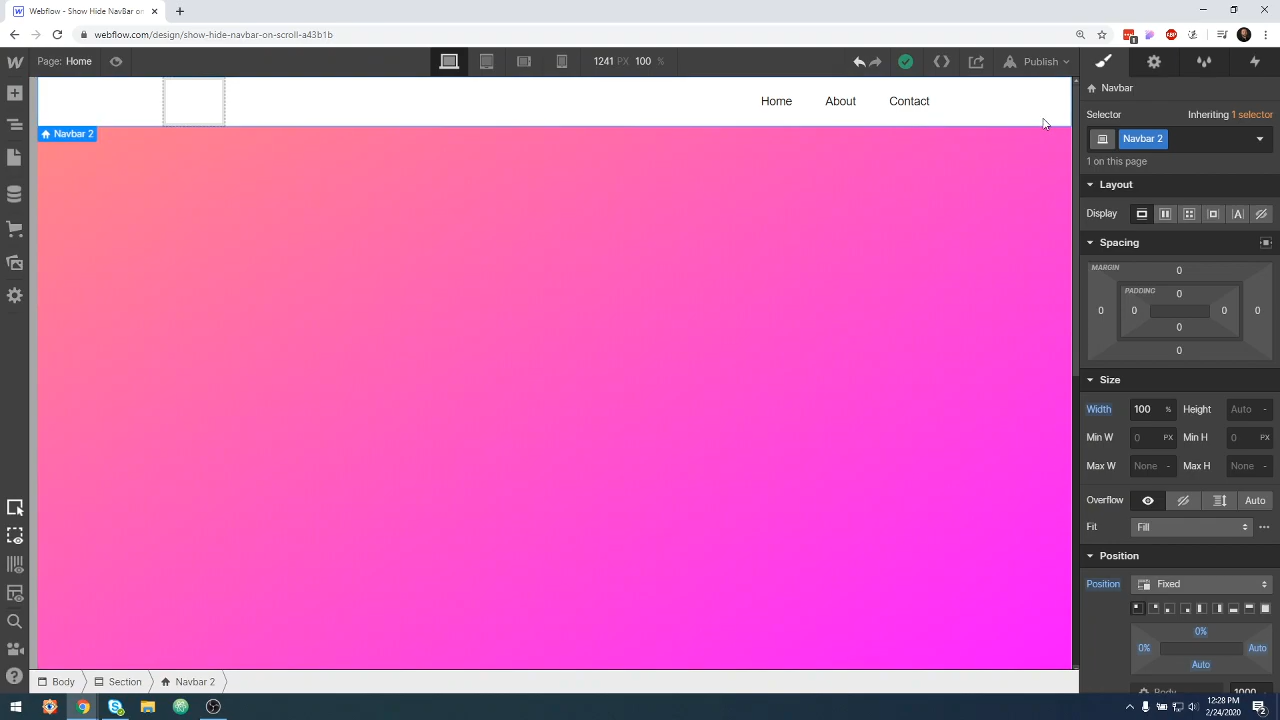 Webflow - Show Hide NavBar on
webflow.com/design/show-hide-navbar-on-scroll-a43b1b
Page: Home
1241 PX 100 %
Publish
Home About Contact
Navbar 2
Navbar
Selector
Inheriting 1 selector
Navbar 2
1 on this page
Layout
Display
Spacing
MARGIN
0
PADDING
0
0 0 0 0
0
0
Size
Width 100 % Height Auto -
Min W 0 PX Min H 0 PX
Max W None - Max H None -
Overflow Auto
Fit Fill
Position
Position Fixed
0%
0% Auto
Auto
Body 1000
Body Section Navbar 2
12:28 PM
2/24/2020